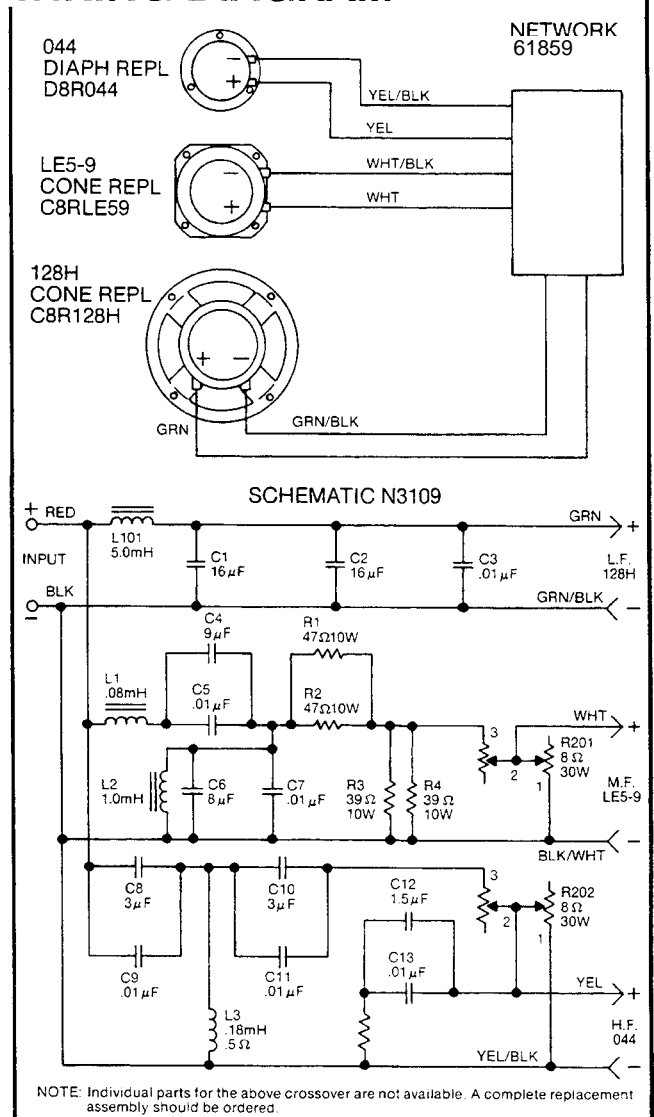 NETWORK
61859
044
DIAPH REPL
D8R044
−
+
YEL/BLK
YEL
LE5-9
CONE REPL
C8RLE59
−
+
WHT/BLK
WHT
128H
CONE REPL
C8R128H
+ −
GRN
GRN/BLK
SCHEMATIC N3109
+ RED
L101
5.0mH
GRN
+
INPUT
C1
16µF
C2
16µF
C3
.01µF
L.F.
128H
BLK
−
GRN/BLK
−
C4
9µF
R1
47Ω10W
L1
.08mH
C5
.01µF
R2
47Ω10W
3
WHT
+
R201
8Ω
30W
2
1
L2
1.0mH
C6
8µF
C7
.01µF
R3
39Ω
10W
R4
39Ω
10W
M.F.
LE5-9
−
BLK/WHT
C8
3µF
C10
3µF
C12
1.5µF
3
R202
8Ω
30W
2
1
C9
.01µF
C11
.01µF
C13
.01µF
YEL
+
L3
.18mH
.5Ω
H.F.
044
YEL/BLK
−
NOTE: Individual parts for the above crossover are not available. A complete replacement
assembly should be ordered.